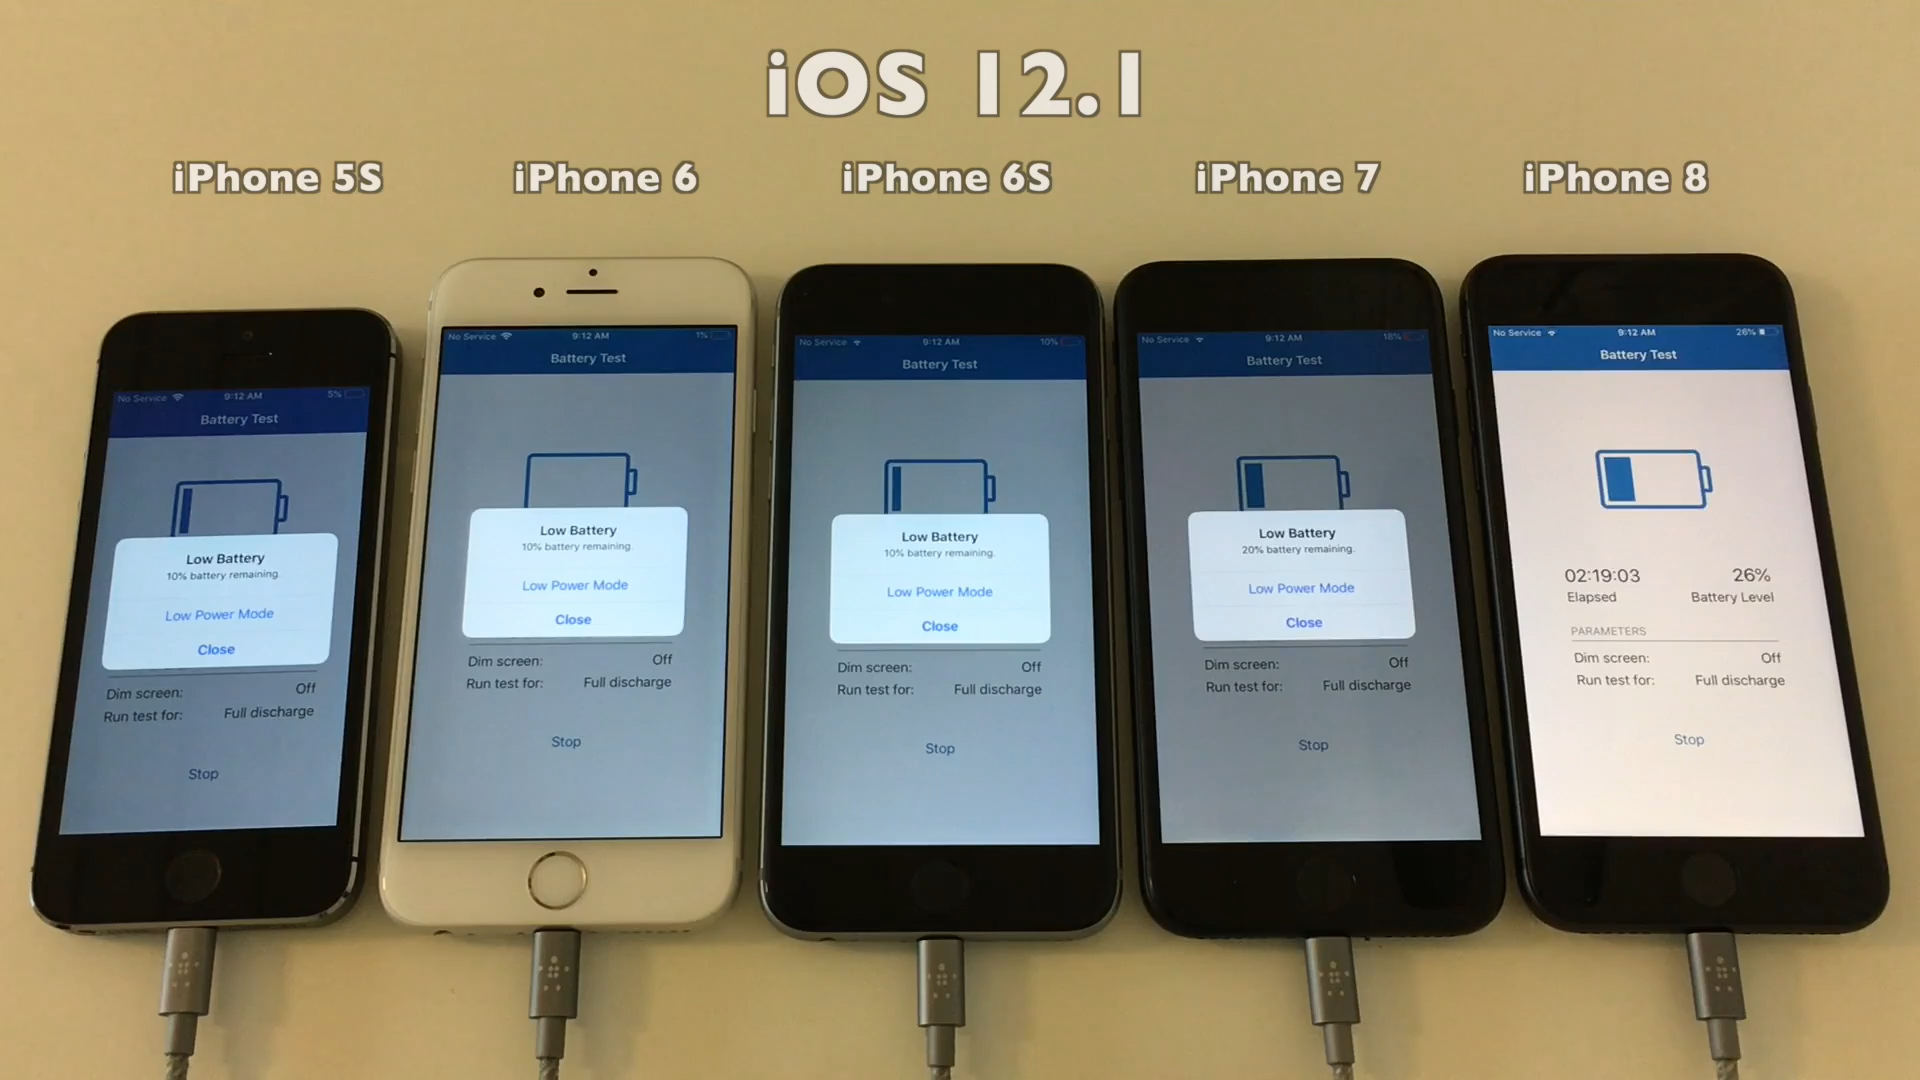 iOS 12.1
iPhone 5S
iPhone 6
iPhone 6S
iPhone 7
iPhone 8
No Service 9:12 AM 5%
Battery Test
Low Battery
10% battery remaining.
Low Power Mode
Close
Dim screen: Off
Run test for: Full discharge
Stop
No Service 9:12 AM 1%
Battery Test
Low Battery
10% battery remaining.
Low Power Mode
Close
Dim screen: Off
Run test for: Full discharge
Stop
No Service 9:12 AM 10%
Battery Test
Low Battery
10% battery remaining.
Low Power Mode
Close
Dim screen: Off
Run test for: Full discharge
Stop
No Service 9:12 AM 18%
Battery Test
Low Battery
20% battery remaining.
Low Power Mode
Close
Dim screen: Off
Run test for: Full discharge
Stop
No Service 9:12 AM 26%
Battery Test
02:19:03 26%
Elapsed Battery Level
PARAMETERS
Dim screen: Off
Run test for: Full discharge
Stop